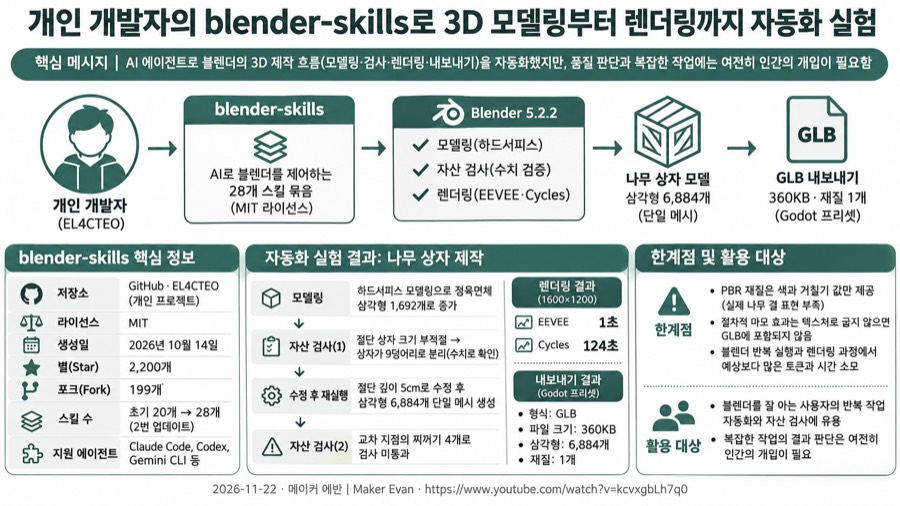 개인 개발자의 blender-skills로 3D 모델링부터 렌더링까지 자동화 실험
핵심 메시지 | AI 에이전트로 블렌더의 3D 제작 흐름(모델링·검사·렌더링·내보내기)을 자동화했지만, 품질 판단과 복잡한 작업에는 여전히 인간의 개입이 필요함
개인 개발자
(EL4CTEO)
blender-skills
AI로 블렌더를 제어하는
28개 스킬 묶음
(MIT 라이선스)
Blender 5.2.2
모델링(하드서피스)
자산 검사(수치 검증)
렌더링(EEVEE·Cycles)
나무 상자 모델
삼각형 6,884개
(단일 메시)
GLB
GLB 내보내기
360KB · 재질 1개
(Godot 프리셋)
blender-skills 핵심 정보
저장소
GitHub · EL4CTEO
(개인 프로젝트)
라이선스
MIT
생성일
2026년 10월 14일
별(Star)
2,200개
포크(Fork)
199개
스킬 수
초기 20개 → 28개
(2번 업데이트)
지원 에이전트
Claude Code, Codex,
Gemini CLI 등
자동화 실험 결과: 나무 상자 제작
모델링
하드서피스 모델링으로 정육면체
삼각형 1,692개로 증가
자산 검사(1)
절단 상자 크기 부적절 →
상자가 9덩어리로 분리(수치로 확인)
수정 후 재실행
절단 깊이 5cm로 수정 후
삼각형 6,884개 단일 메시 생성
자산 검사(2)
교차 지점의 찌꺼기 4개로
검사 미통과
렌더링 결과
(1600×1200)
EEVEE
1초
Cycles
124초
내보내기 결과
(Godot 프리셋)
• 형식: GLB
• 파일 크기: 360KB
• 삼각형: 6,884개
• 재질: 1개
한계점 및 활용 대상
한계점
• PBR 재질은 색과 거칠기 값만 제공
(실제 나무 결 표현 부족)
• 절차적 마모 효과는 텍스처로 굽지 않으면
GLB에 포함되지 않음
• 블렌더 반복 실행과 렌더링 과정에서
예상보다 많은 토큰과 시간 소모
활용 대상
• 블렌더를 잘 아는 사용자의 반복 작업
자동화와 자산 검사에 유용
• 복잡한 작업의 결과 판단은 여전히
인간의 개입이 필요
2026-11-22 · 메이커 에반 | Maker Evan · https://www.youtube.com/watch?v=kcvxgbLh7q0